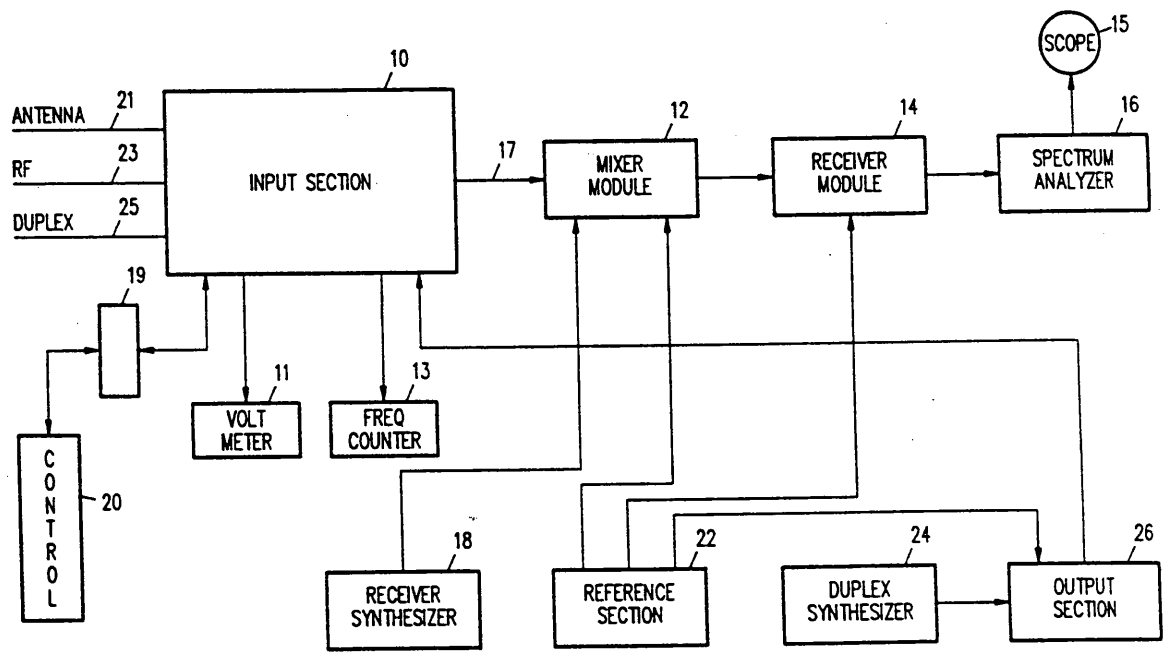 SCOPE
15
10
ANTENNA
21
12
14
16
RF
23
INPUT SECTION
17
MIXER
MODULE
RECEIVER
MODULE
SPECTRUM
ANALYZER
DUPLEX
25
19
11
13
VOLT
METER
FREQ
COUNTER
CONTROL
20
18
22
24
26
RECEIVER
SYNTHESIZER
REFERENCE
SECTION
DUPLEX
SYNTHESIZER
OUTPUT
SECTION